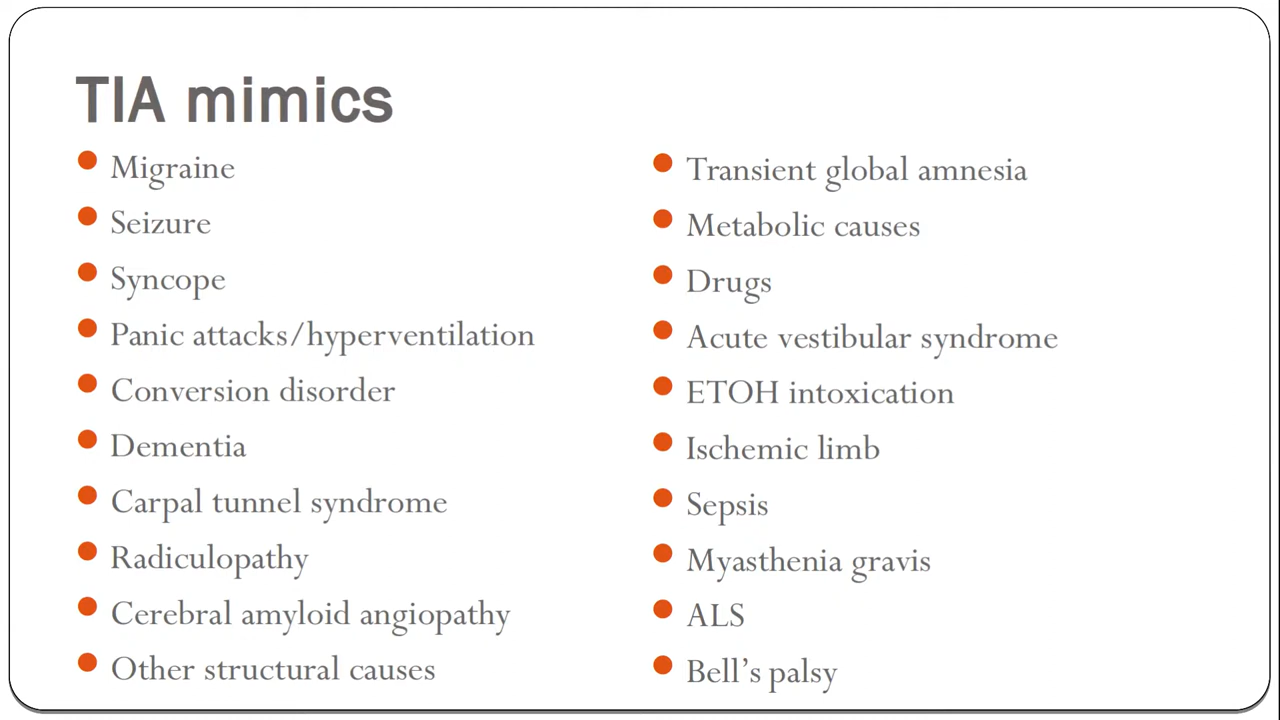 TIA mimics
Migraine
Seizure
Syncope
Panic attacks/hyperventilation
Conversion disorder
Dementia
Carpal tunnel syndrome
Radiculopathy
Cerebral amyloid angiopathy
Other structural causes
Transient global amnesia
Metabolic causes
Drugs
Acute vestibular syndrome
ETOH intoxication
Ischemic limb
Sepsis
Myasthenia gravis
ALS
Bell’s palsy